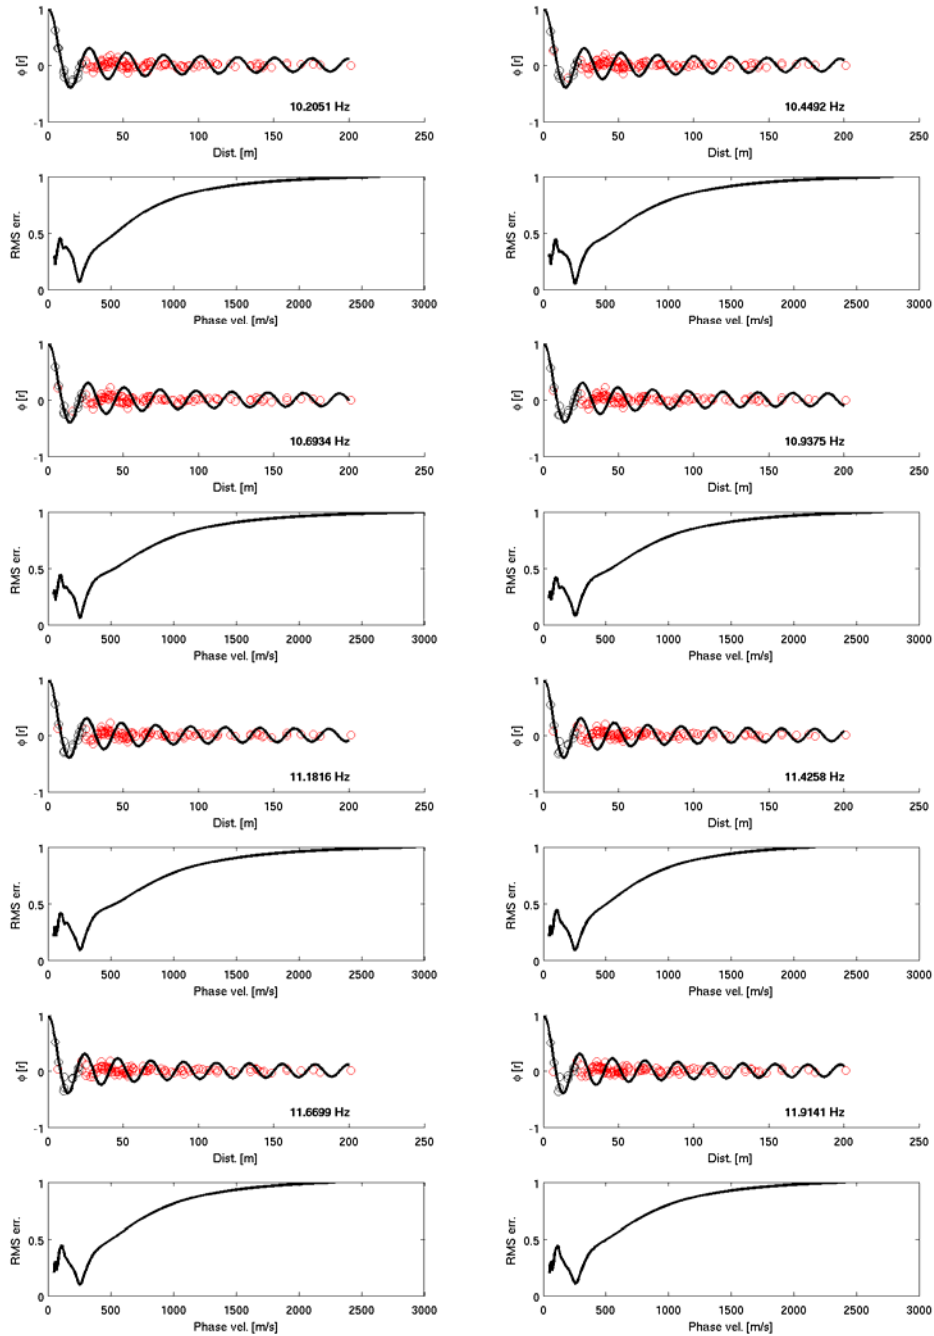 1
0
-1
φ [r]
10.2051 Hz
0 50 100 150 200 250
Dist. [m]
1
0
-1
φ [r]
10.4492 Hz
0 50 100 150 200 250
Dist. [m]
1
0.5
0
RMS err.
0 500 1000 1500 2000 2500 3000
Phase vel. [m/s]
1
0.5
0
RMS err.
0 500 1000 1500 2000 2500 3000
Phase vel. [m/s]
1
0
-1
φ [r]
10.6934 Hz
0 50 100 150 200 250
Dist. [m]
1
0
-1
φ [r]
10.9375 Hz
0 50 100 150 200 250
Dist. [m]
1
0.5
0
RMS err.
0 500 1000 1500 2000 2500 3000
Phase vel. [m/s]
1
0.5
0
RMS err.
0 500 1000 1500 2000 2500 3000
Phase vel. [m/s]
1
0
-1
φ [r]
11.1816 Hz
0 50 100 150 200 250
Dist. [m]
1
0
-1
φ [r]
11.4258 Hz
0 50 100 150 200 250
Dist. [m]
1
0.5
0
RMS err.
0 500 1000 1500 2000 2500 3000
Phase vel. [m/s]
1
0.5
0
RMS err.
0 500 1000 1500 2000 2500 3000
Phase vel. [m/s]
1
0
-1
φ [r]
11.6699 Hz
0 50 100 150 200 250
Dist. [m]
1
0
-1
φ [r]
11.9141 Hz
0 50 100 150 200 250
Dist. [m]
1
0.5
0
RMS err.
0 500 1000 1500 2000 2500 3000
Phase vel. [m/s]
1
0.5
0
RMS err.
0 500 1000 1500 2000 2500 3000
Phase vel. [m/s]